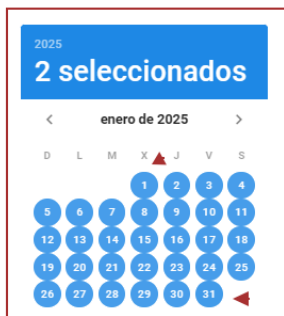 2025
2 seleccionados
enero de 2025
D L M X J V S
1 2 3 4
5 6 7 8 9 10 11
12 13 14 15 16 17 18
19 20 21 22 23 24 25
26 27 28 29 30 31